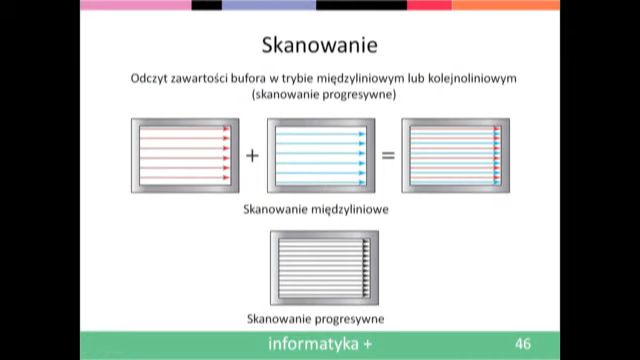 Skanowanie
Odczyt zawartości bufora w trybie międzyliniowym lub kolejnoliniowym
(skanowanie progresywne)
+ =
Skanowanie międzyliniowe
Skanowanie progresywne
informatyka +
46